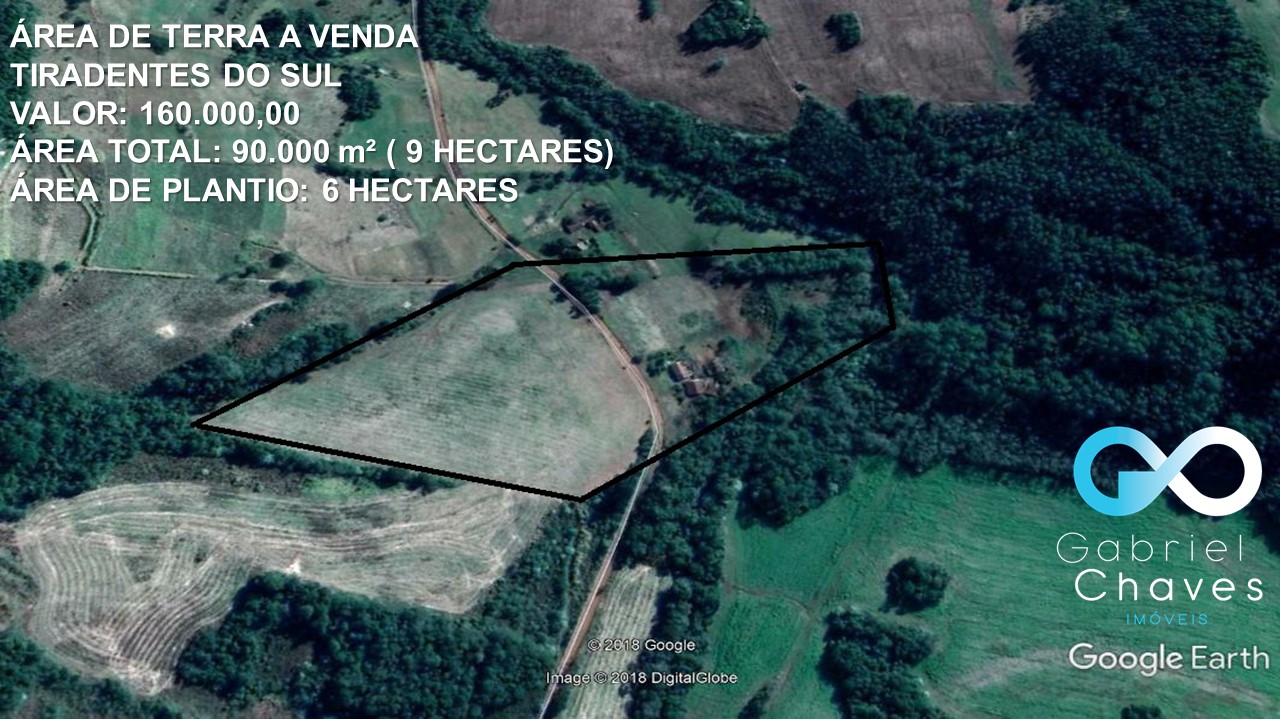 ÁREA DE TERRA A VENDA
TIRADENTES DO SUL
VALOR: 160.000,00
ÁREA TOTAL: 90.000 m² ( 9 HECTARES)
ÁREA DE PLANTIO: 6 HECTARES
Gabriel
Chaves
IMÓVEIS
© 2018 Google
Image © 2018 DigitalGlobe
Google Earth